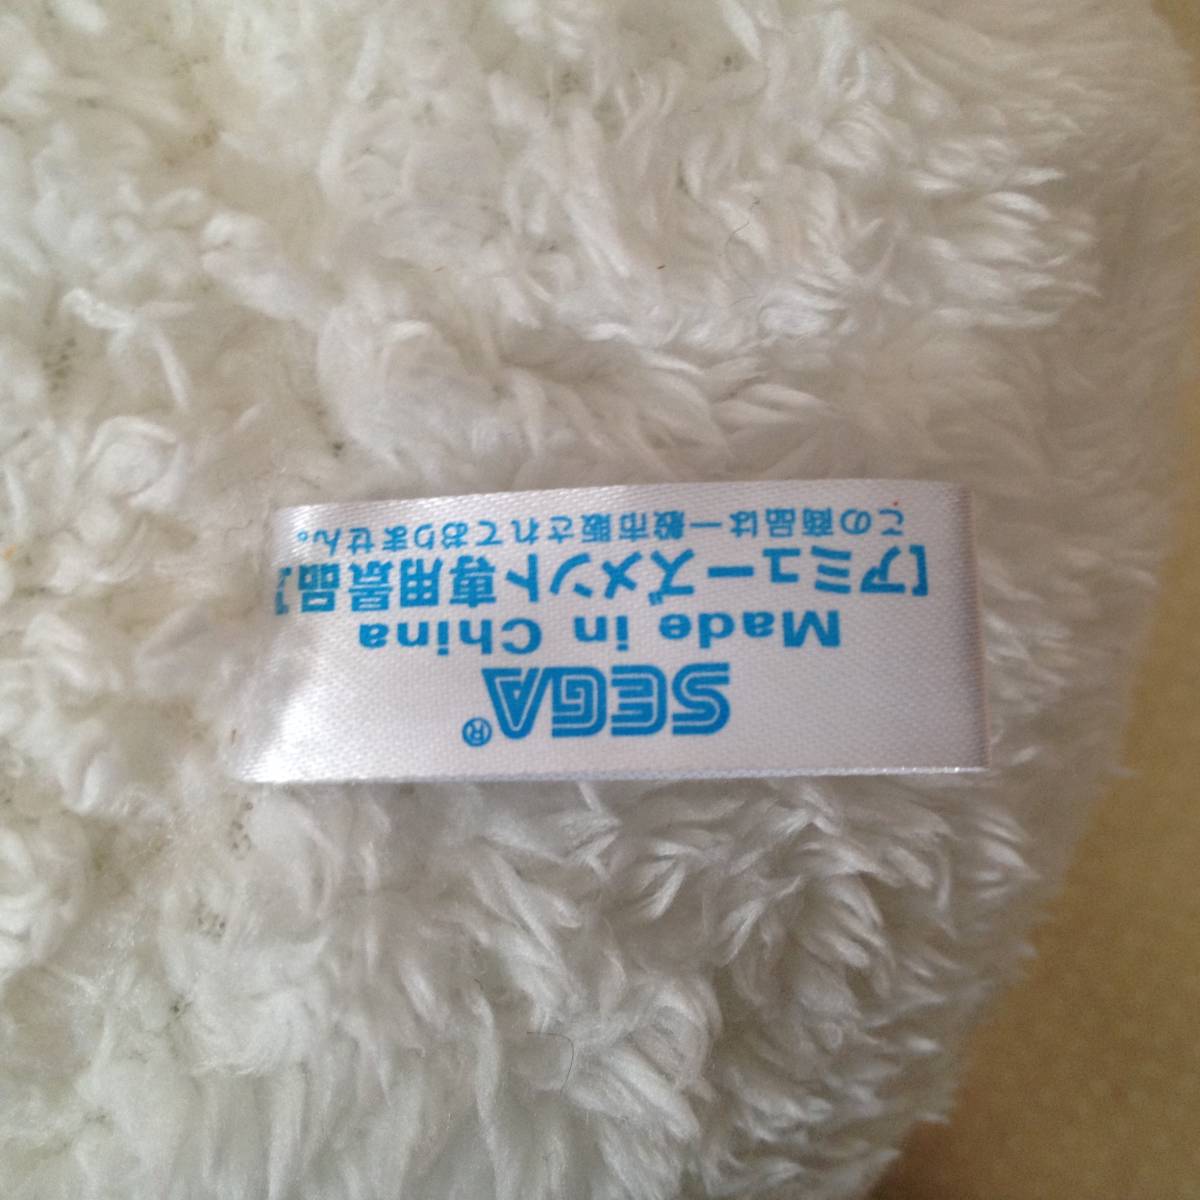 SEGA®
Made in China
[アミューズメント専用景品]
この商品は一般市販されておりません。